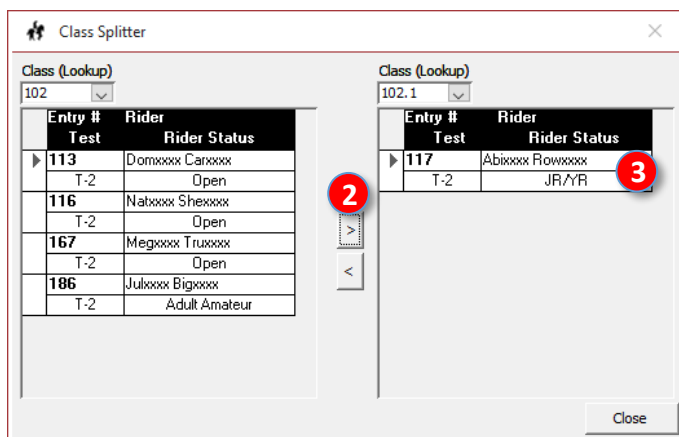 Class Splitter
Class (Lookup)
102
Entry # Rider
Test Rider Status
113 Domxxxx Carxxxx
T-2 Open
116 Natxxxx Shexxxx
T-2 Open
167 Megxxxx Truxxxx
T-2 Open
186 Julxxxx Bigxxxx
T-2 Adult Amateur
2
>
<
Class (Lookup)
102.1
Entry # Rider
Test Rider Status
117 Abixxxx Rowxxxx
T-2 JR/YR
3
Close